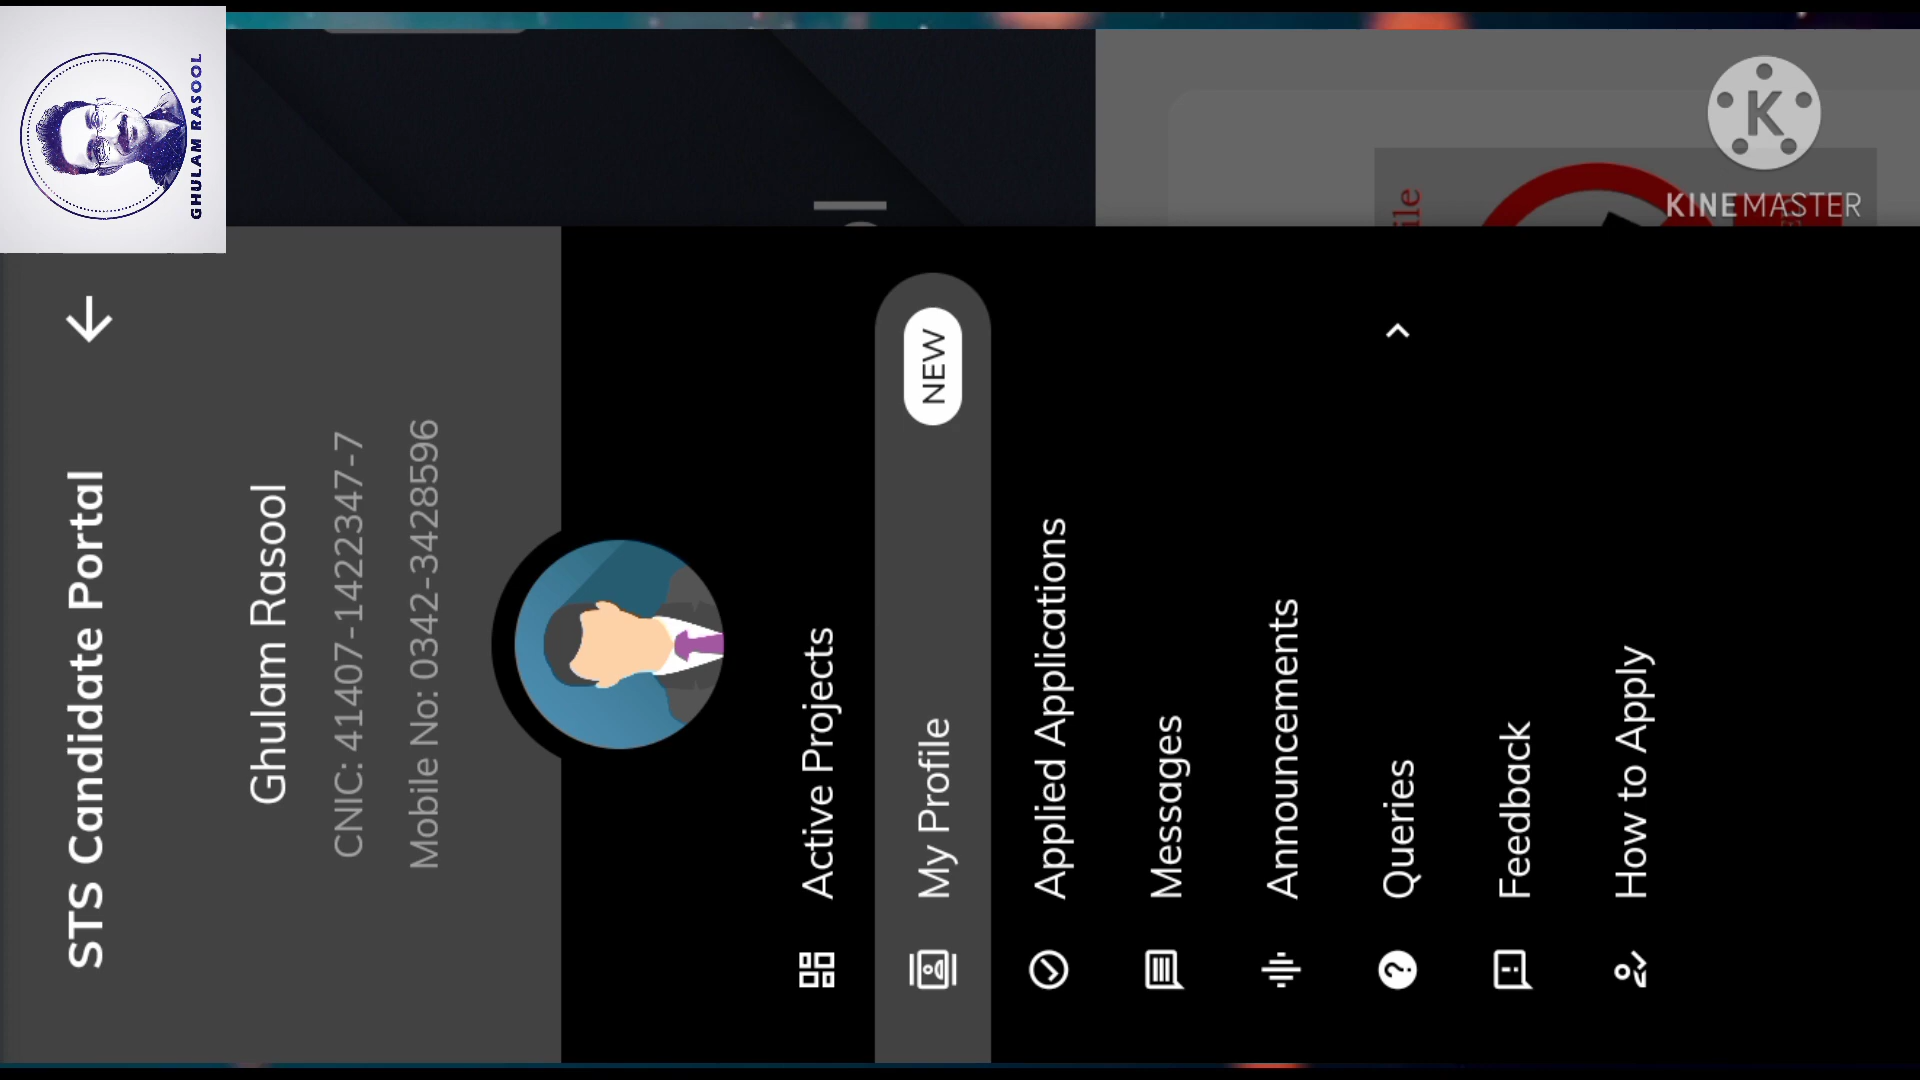 GHULAM RASOOL
STS Candidate Portal
Ghulam Rasool
CNIC: 41407-1422347-7
Mobile No: 0342-3428596
Active Projects
My Profile
NEW
Applied Applications
Messages
Announcements
Queries
Feedback
How to Apply
K
KINEMASTER